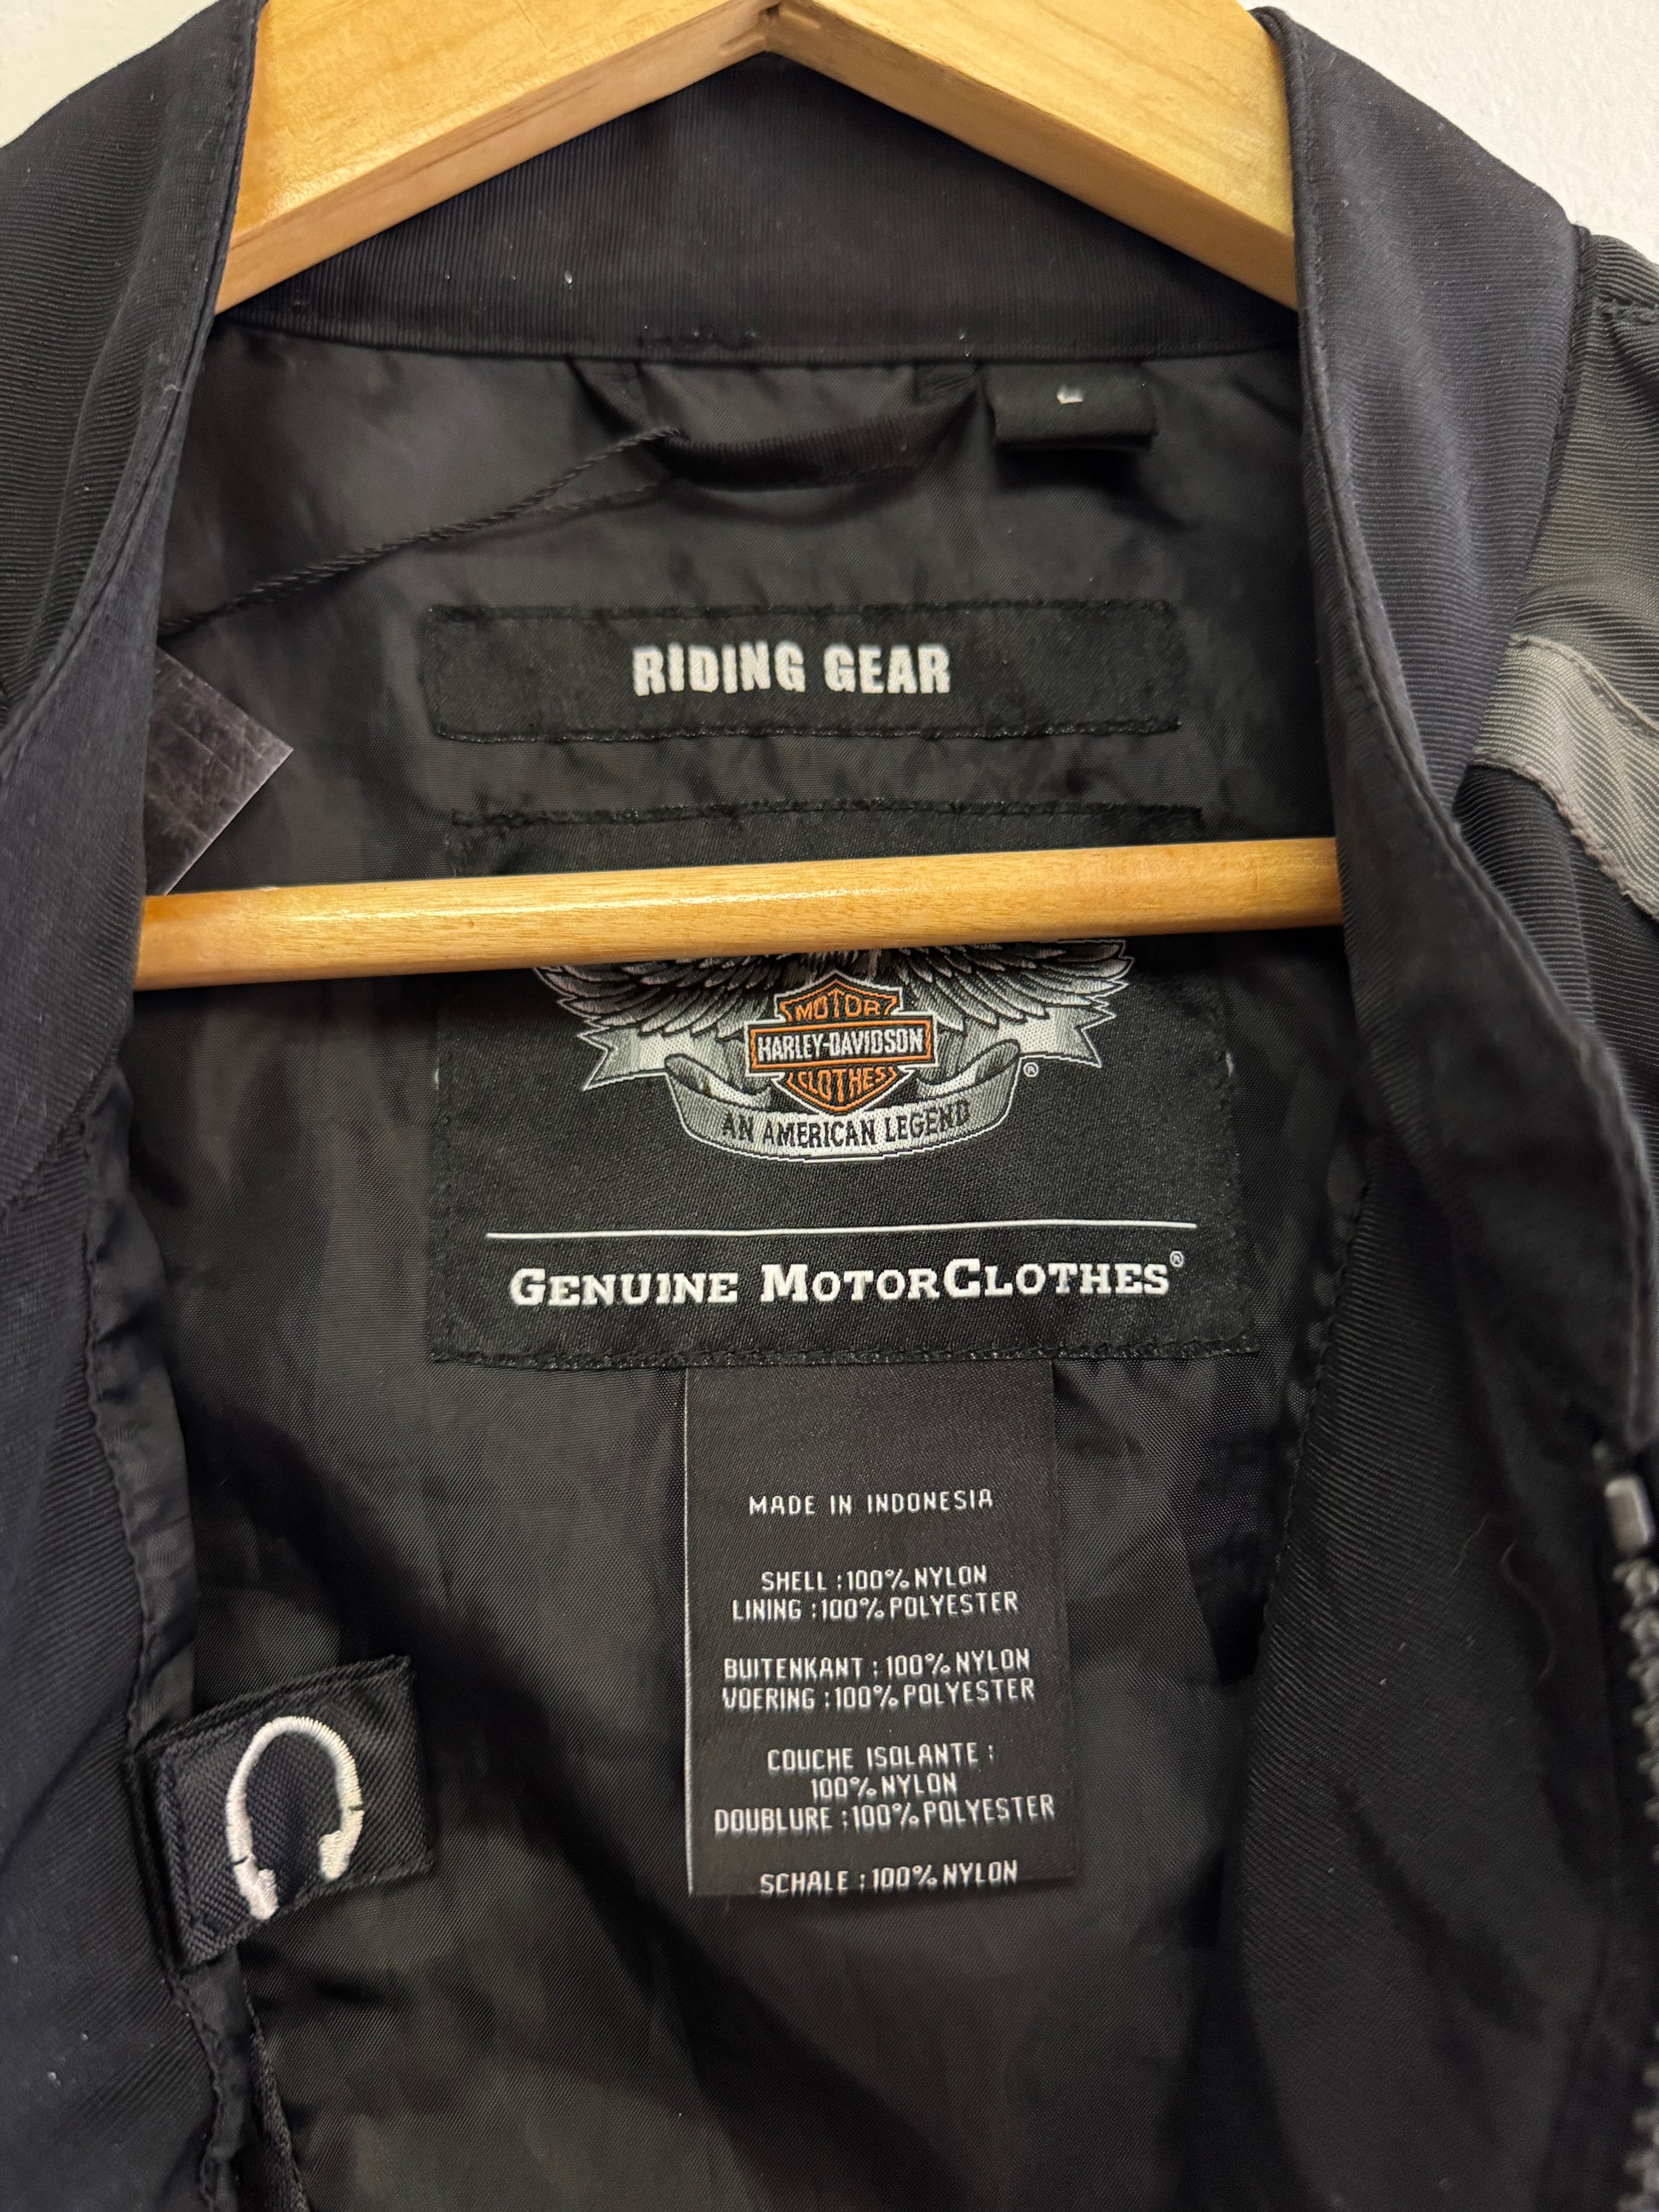 L
RIDING GEAR
MOTOR
HARLEY-DAVIDSON
CLOTHES
®
AN AMERICAN LEGEND
GENUINE MOTORCLOTHES®
MADE IN INDONESIA
SHELL :100% NYLON
LINING :100% POLYESTER
BUITENKANT : 100% NYLON
VOERING :100% POLYESTER
COUCHE ISOLANTE :
100% NYLON
DOUBLURE :100% POLYESTER
SCHALE :100% NYLON